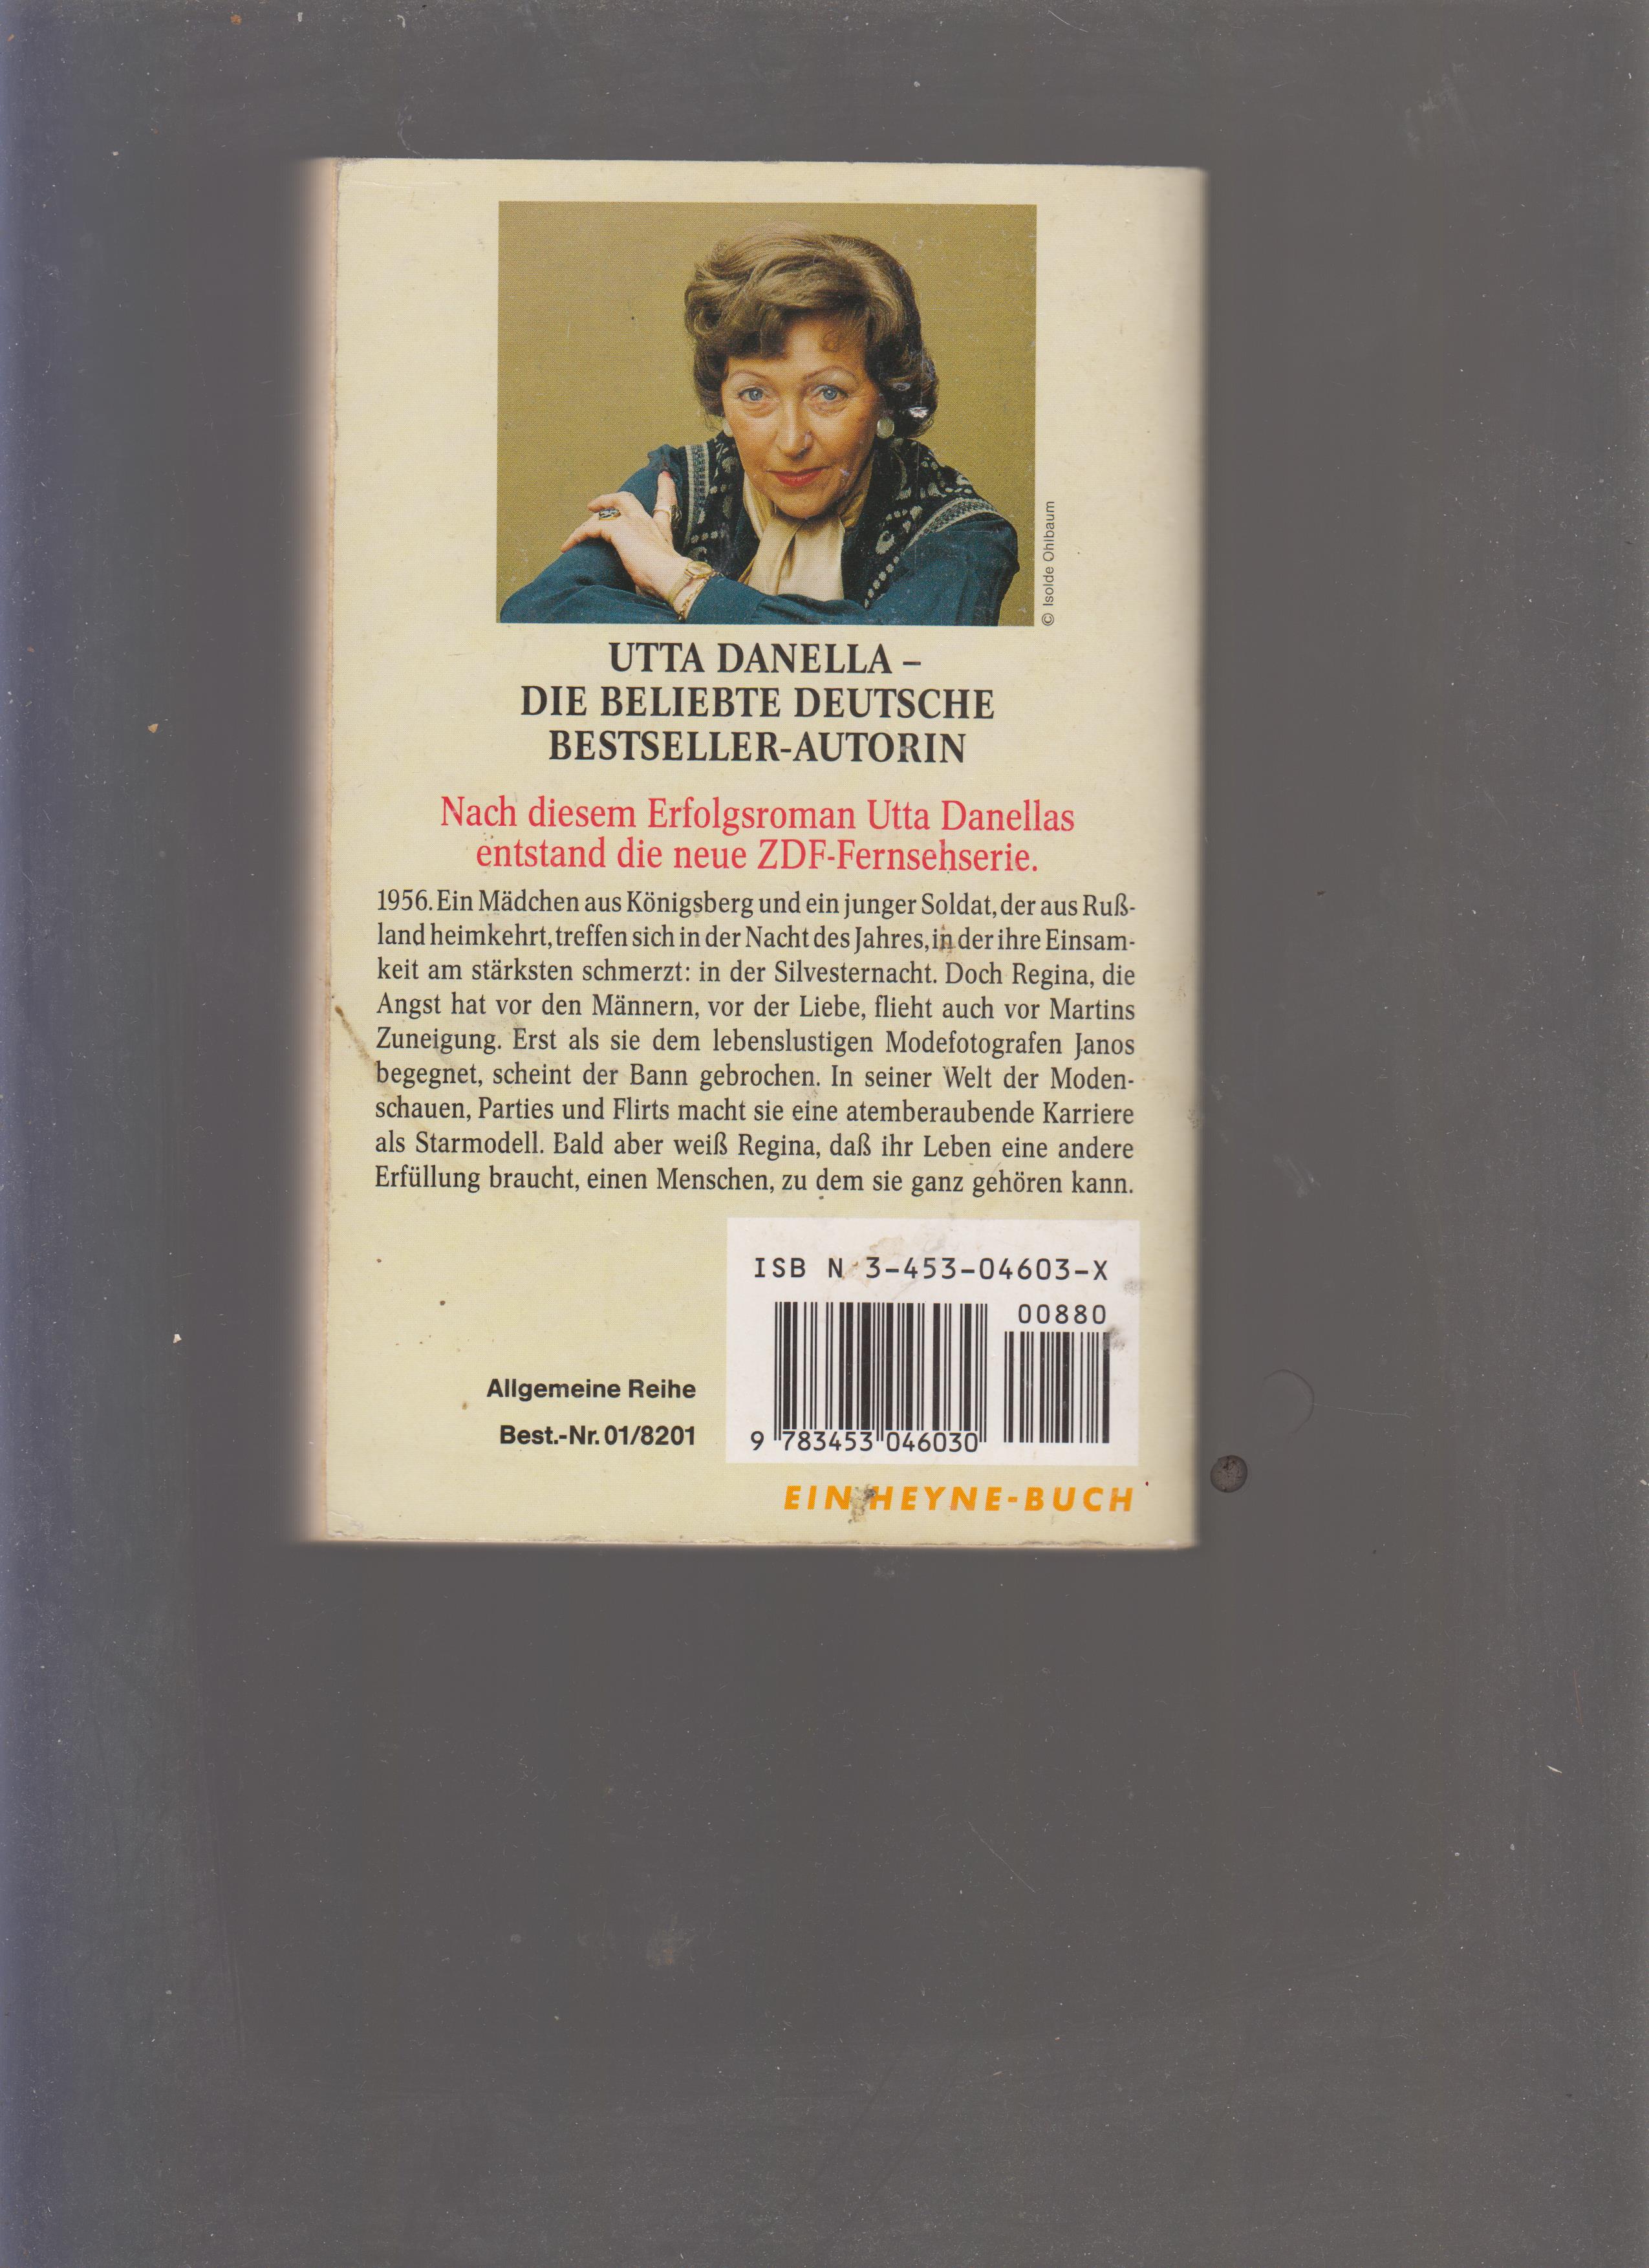 © Isolde Ohlbaum
UTTA DANELLA –
DIE BELIEBTE DEUTSCHE
BESTSELLER-AUTORIN
Nach diesem Erfolgsroman Utta Danellas
entstand die neue ZDF-Fernsehserie.
1956. Ein Mädchen aus Königsberg und ein junger Soldat, der aus Ruß-
land heimkehrt, treffen sich in der Nacht des Jahres, in der ihre Einsam-
keit am stärksten schmerzt: in der Silvesternacht. Doch Regina, die
Angst hat vor den Männern, vor der Liebe, flieht auch vor Martins
Zuneigung. Erst als sie dem lebenslustigen Modefotografen Janos
begegnet, scheint der Bann gebrochen. In seiner Welt der Moden-
schauen, Parties und Flirts macht sie eine atemberaubende Karriere
als Starmodell. Bald aber weiß Regina, daß ihr Leben eine andere
Erfüllung braucht, einen Menschen, zu dem sie ganz gehören kann.
ISB N 3-453-04603-X
00880
9 783453 046030
Allgemeine Reihe
Best.-Nr. 01/8201
EIN HEYNE-BUCH